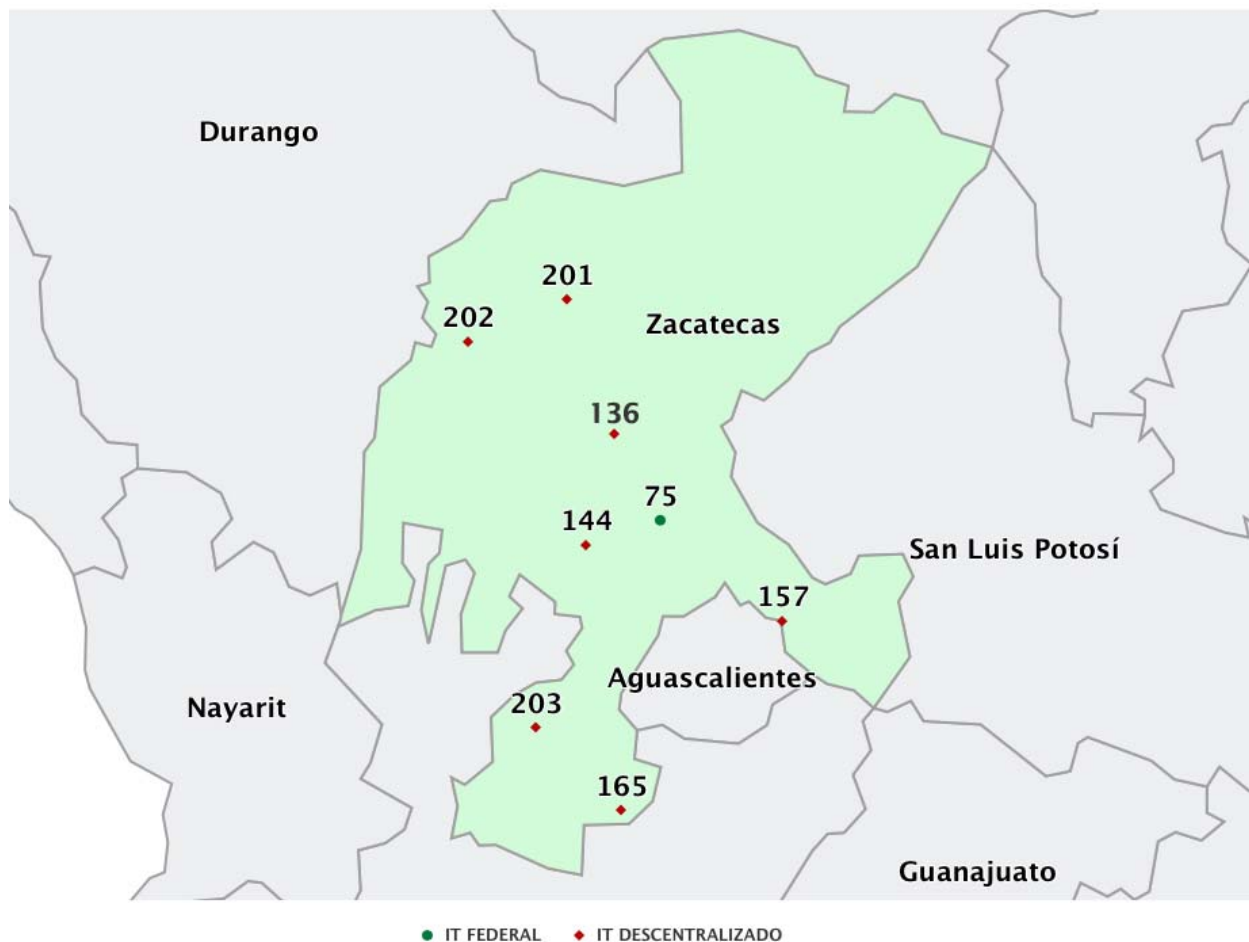 Durango
201
202
Zacatecas
136
75
144
San Luis Potosí
157
Aguascalientes
203
Nayarit
165
Guanajuato
IT FEDERAL IT DESCENTRALIZADO